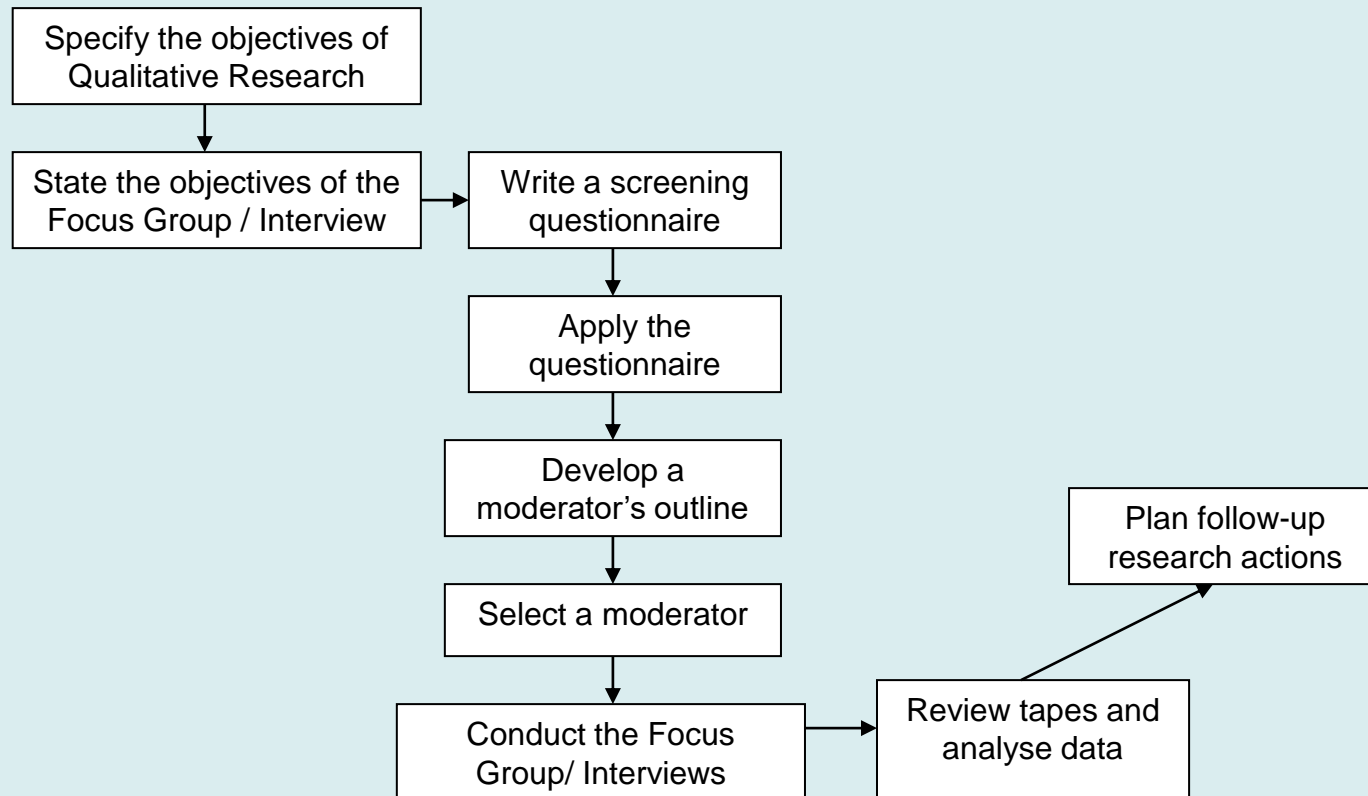 Specify the objectives of
Qualitative Research
State the objectives of the
Focus Group / Interview
Write a screening
questionnaire
Apply the
questionnaire
Develop a
moderator’s outline
Select a moderator
Conduct the Focus
Group/ Interviews
Review tapes and
analyse data
Plan follow-up
research actions